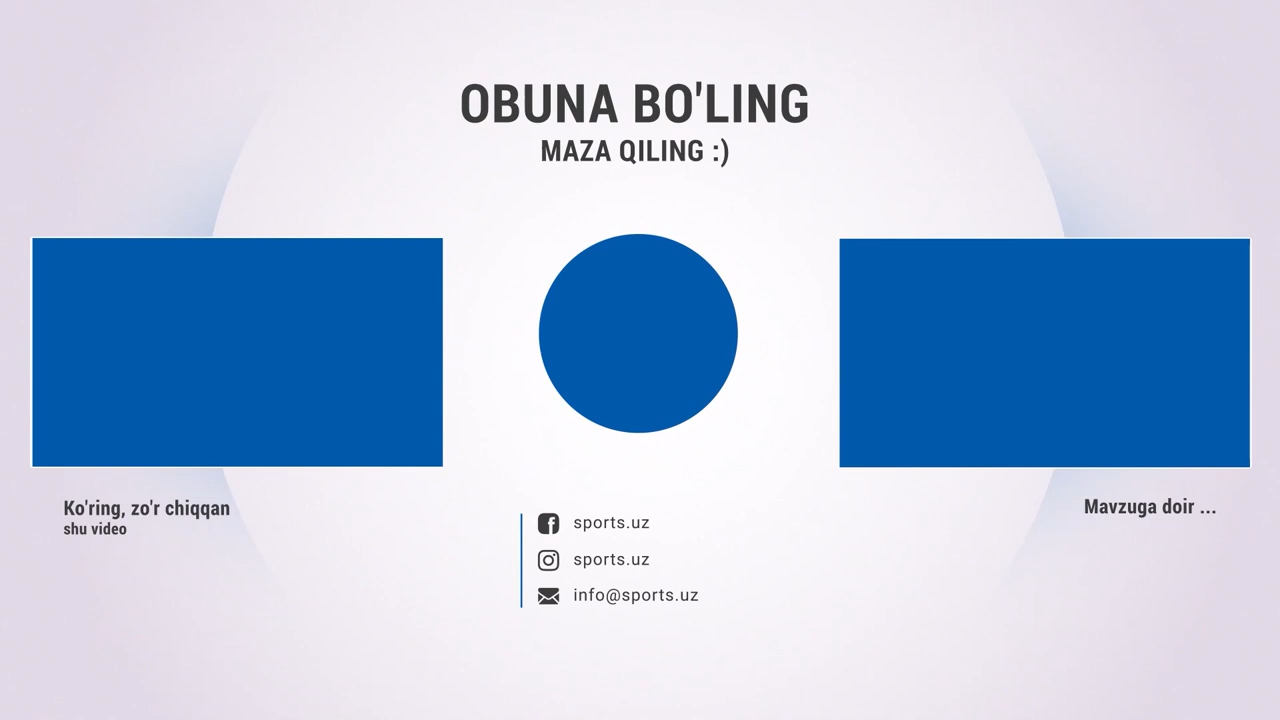 OBUNA BO'LING
MAZA QILING :)
Ko'ring, zo'r chiqqan
shu video
Mavzuga doir ...
sports.uz
sports.uz
info@sports.uz